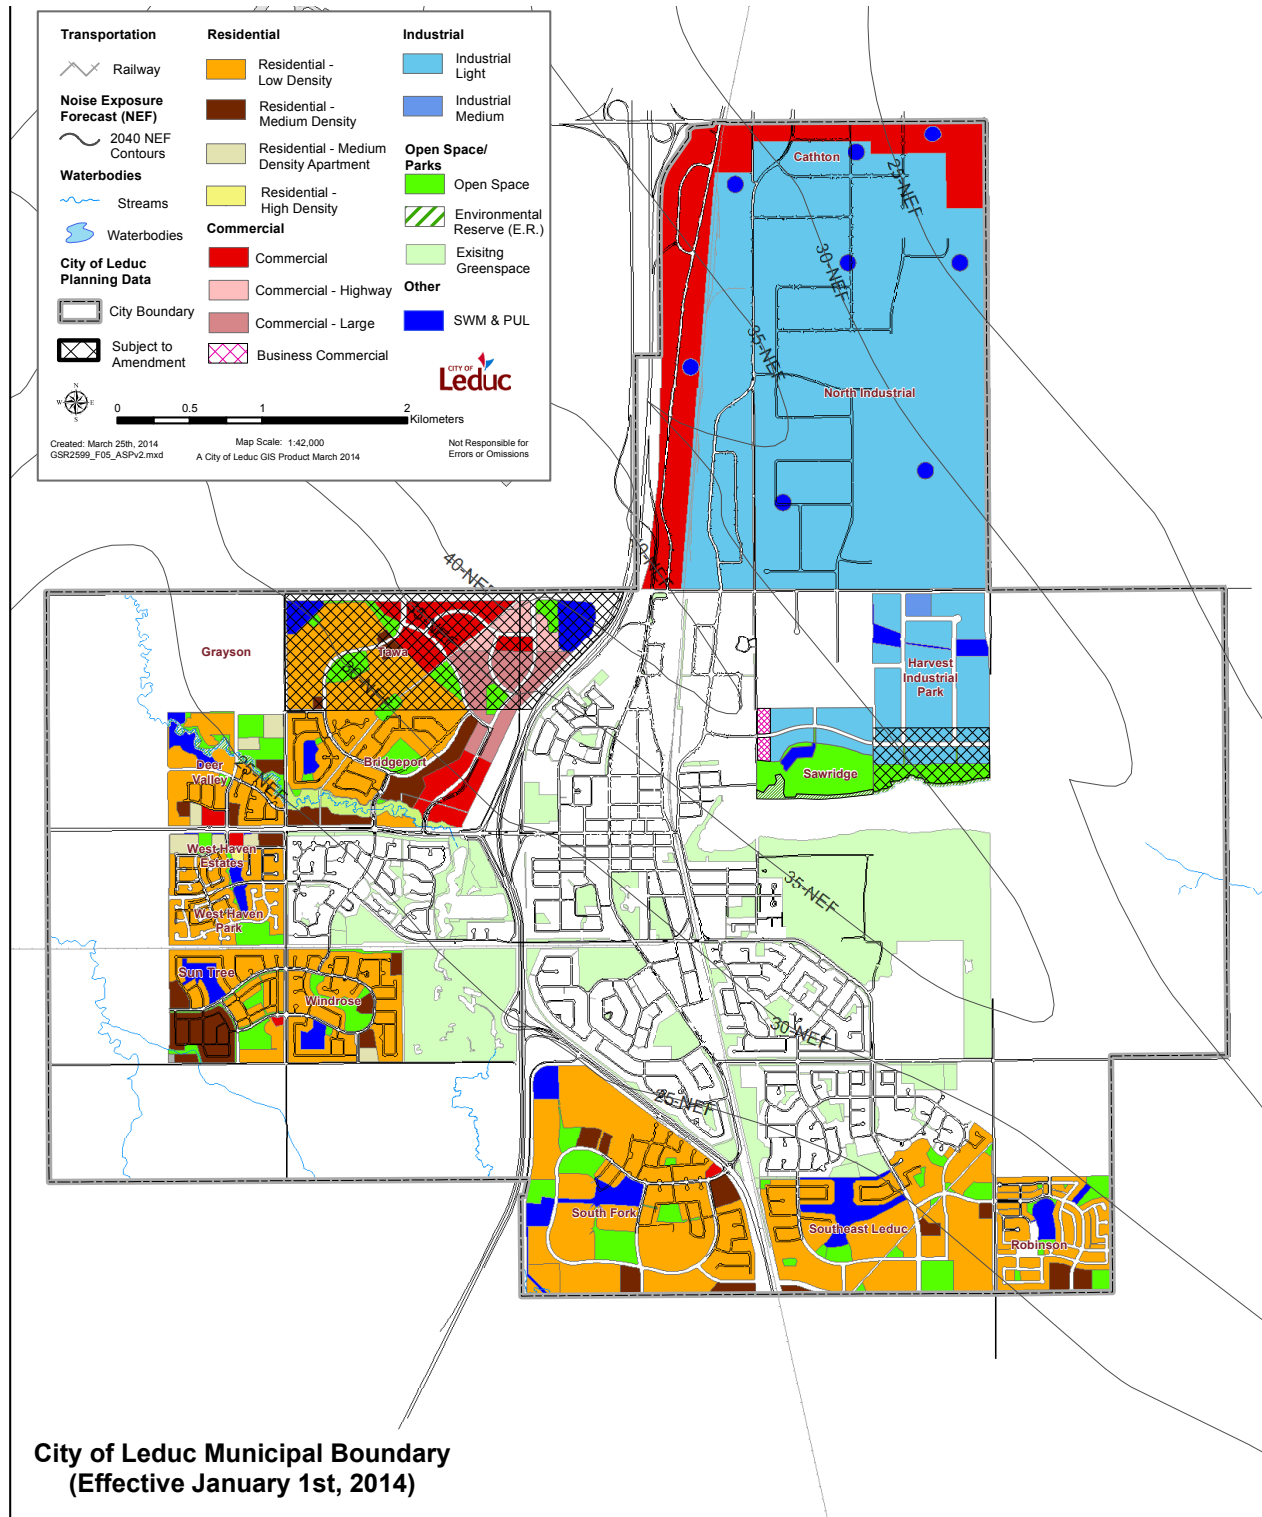 Transportation
Railway
Noise Exposure
Forecast (NEF)
2040 NEF
Contours
Waterbodies
Streams
Waterbodies
City of Leduc
Planning Data
City Boundary
Subject to
Amendment
Residential
Residential -
Low Density
Residential -
Medium Density
Residential - Medium
Density Apartment
Residential -
High Density
Commercial
Commercial
Commercial - Highway
Commercial - Large
Business Commercial
Industrial
Industrial
Light
Industrial
Medium
Open Space/
Parks
Open Space
Environmental
Reserve (E.R.)
Exisitng
Greenspace
Other
SWM & PUL
CITY OF
Leduc
N
W
E
S
0
0.5
1
2
Kilometers
Created: March 25th, 2014
GSR2599_F05_ASPv2.mxd
Map Scale: 1:42,000
A City of Leduc GIS Product March 2014
Not Responsible for
Errors or Omissions
Cathton
25-NEF
30-NEF
35-NEF
North Industrial
40-NEF
Grayson
Tawa
30-NEF
Harvest
Industrial
Park
Deer
Valley
25-NEF
Bridgeport
Sawridge
West Haven
Estates
West Haven
Park
35-NEF
Sun Tree
Windrose
30-NEF
25-NEF
South Fork
Southeast Leduc
Robinson
City of Leduc Municipal Boundary
(Effective January 1st, 2014)